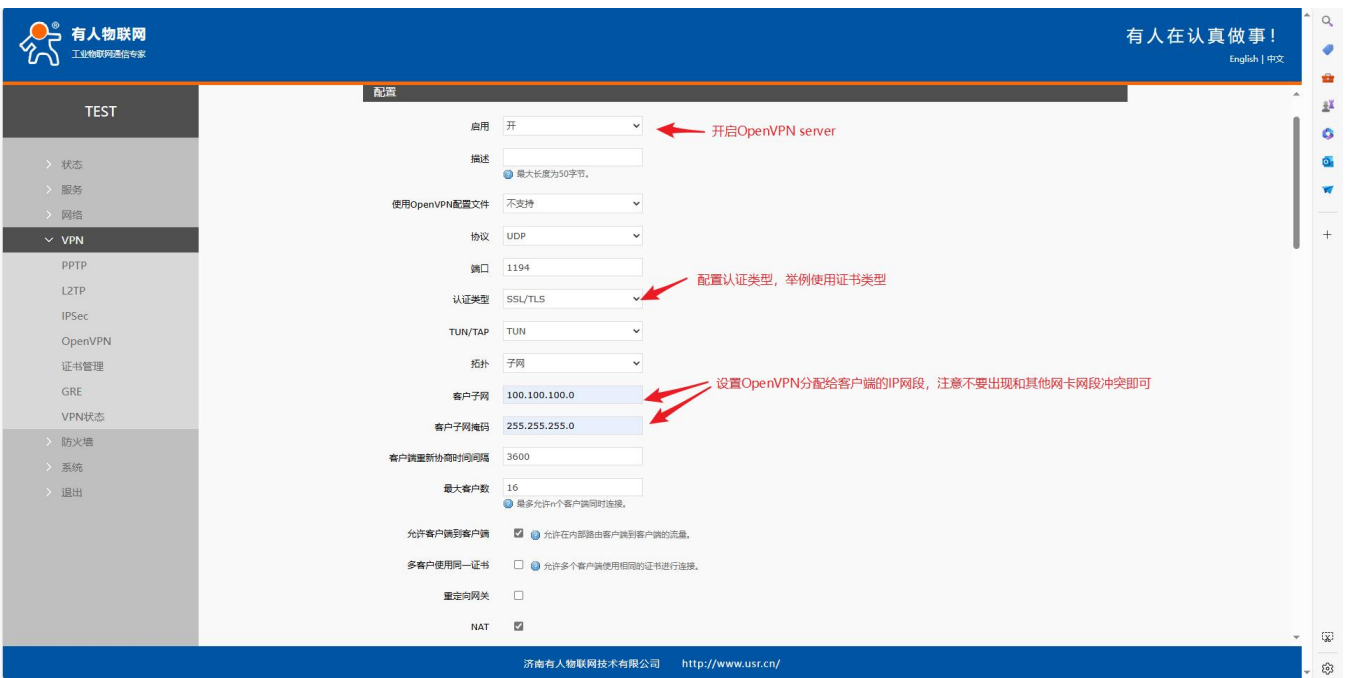 有人物联网
工业物联网通信专家
有人在认真做事！
English | 中文
TEST
状态
服务
网络
VPN
PPTP
L2TP
IPSec
OpenVPN
证书管理
GRE
VPN状态
防火墙
系统
退出
配置
启用 开
开启OpenVPN server
描述
最大长度为50字节。
使用OpenVPN配置文件 不支持
协议 UDP
端口 1194
配置认证类型，举例使用证书类型
认证类型 SSL/TLS
TUN/TAP TUN
拓扑 子网
设置OpenVPN分配给客户端的IP网段，注意不要出现和其他网卡网段冲突即可
客户子网 100.100.100.0
客户子网掩码 255.255.255.0
客户端重新协商时间间隔 3600
最大客户数 16
最多允许n个客户端同时连接。
允许客户端到客户端 允许在内部路由客户端到客户端的流量。
多客户使用同一证书 允许多个客户端使用相同的证书进行连接。
重定向网关
NAT
济南有人物联网技术有限公司 http://www.usr.cn/